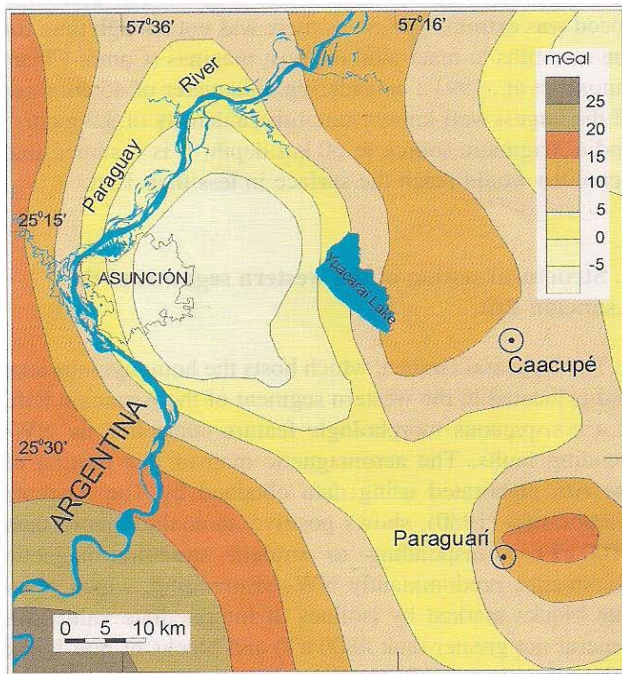 57°36'
57°16'
mGal
25
20
15
10
5
0
-5
Paraguay River
25°15'
ASUNCIÓN
Ypacarai Lake
Caacupé
25°30'
ARGENTINA
Paraguarí
0 5 10 km